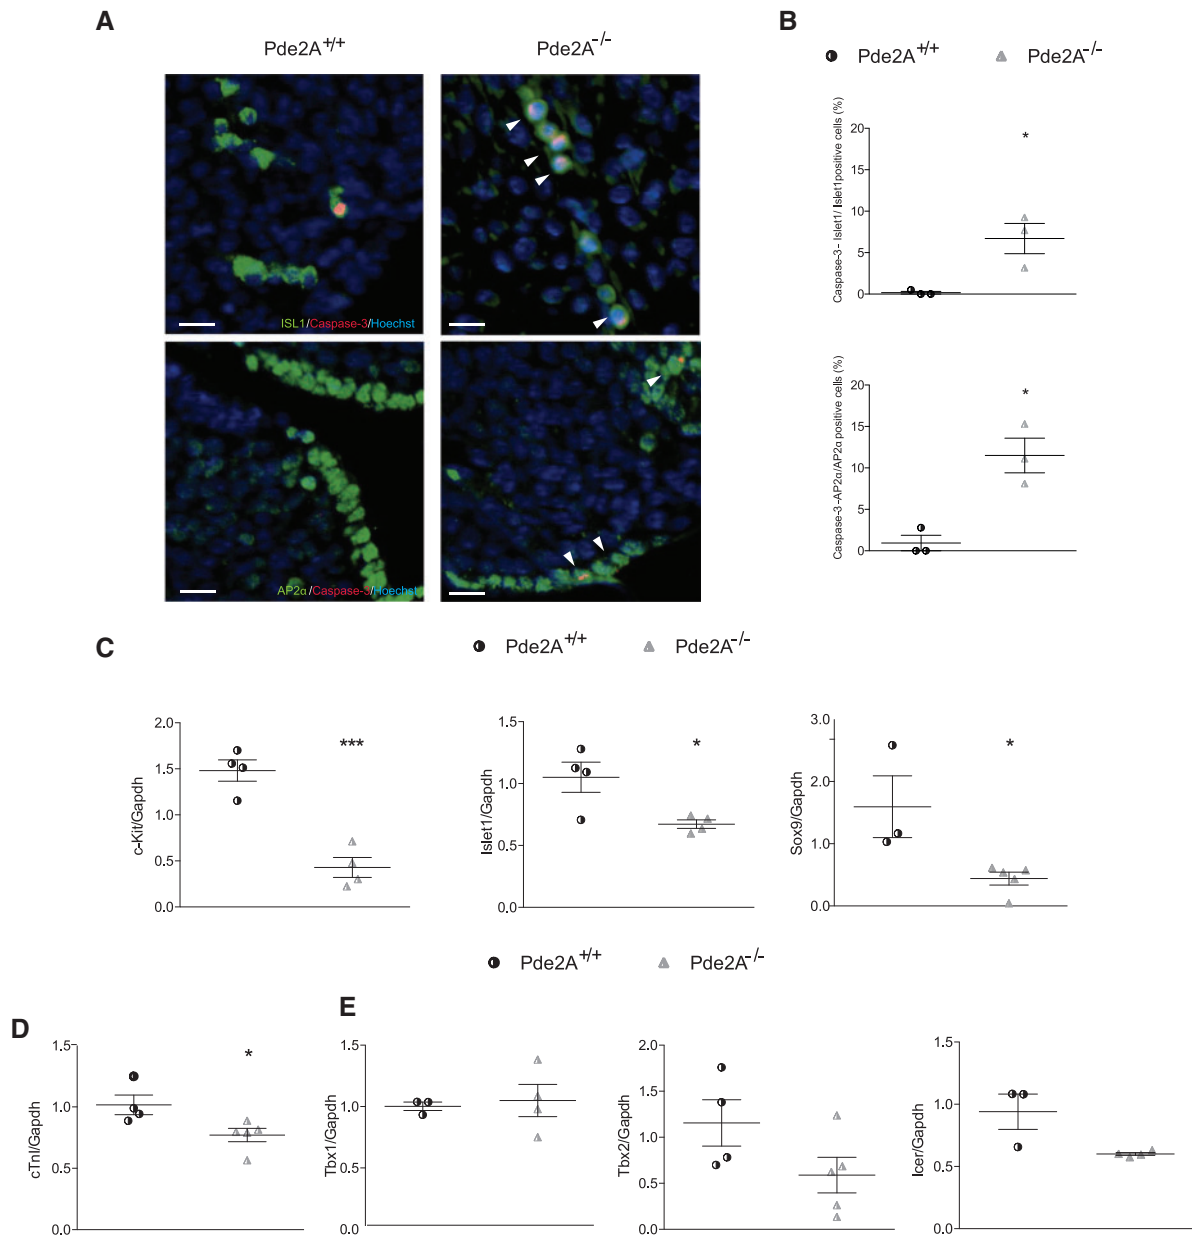 A
Pde2A+/+
Pde2A−/−
ISL1/Caspase-3/Hoechst
AP2α/Caspase-3/Hoechst
B
Pde2A+/+
Pde2A−/−
Caspase-3 - Islet1/ Islet1positive cells (%)
20
15
10
5
0
*
Caspase-3 -AP2α/AP2α positive cells (%)
20
15
10
5
0
*
C
Pde2A+/+
Pde2A−/−
c-Kit/Gapdh
2.0
1.5
1.0
0.5
0.0
***
Islet1/Gapdh
1.5
1.0
0.5
0.0
*
Sox9/Gapdh
3.0
2.0
1.0
0.0
*
Pde2A+/+
Pde2A−/−
D
cTnI/Gapdh
1.5
1.0
0.5
0.0
*
E
Tbx1/Gapdh
1.5
1.0
0.5
0.0
Tbx2/Gapdh
2.0
1.5
1.0
0.5
0.0
Icer/Gapdh
1.5
1.0
0.5
0.0